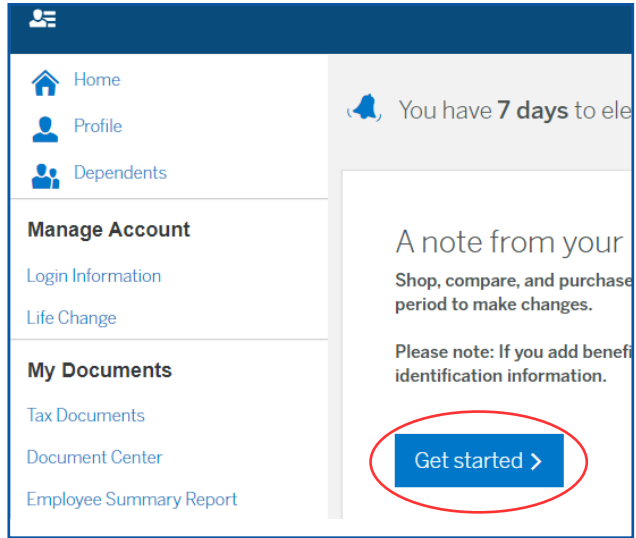 Home
Profile
Dependents
Manage Account
Login Information
Life Change
My Documents
Tax Documents
Document Center
Employee Summary Report
You have 7 days to ele
A note from your
Shop, compare, and purchase
period to make changes.
Please note: If you add benefi
identification information.
Get started >